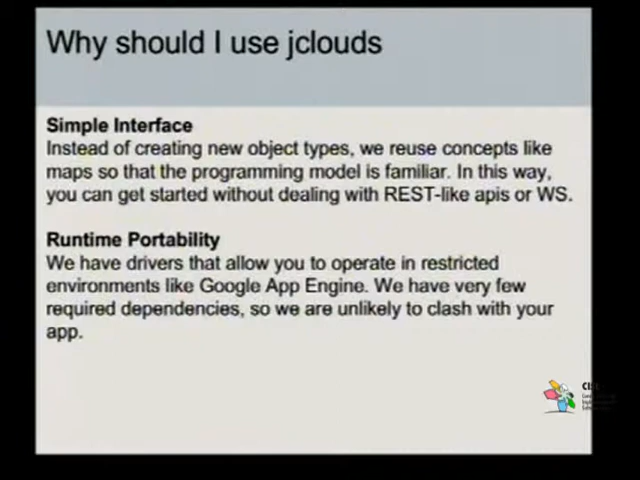 Why should I use jclouds
Simple Interface
Instead of creating new object types, we reuse concepts like
maps so that the programming model is familiar. In this way,
you can get started without dealing with REST-like apis or WS.
Runtime Portability
We have drivers that allow you to operate in restricted
environments like Google App Engine. We have very few
required dependencies, so we are unlikely to clash with your
app.